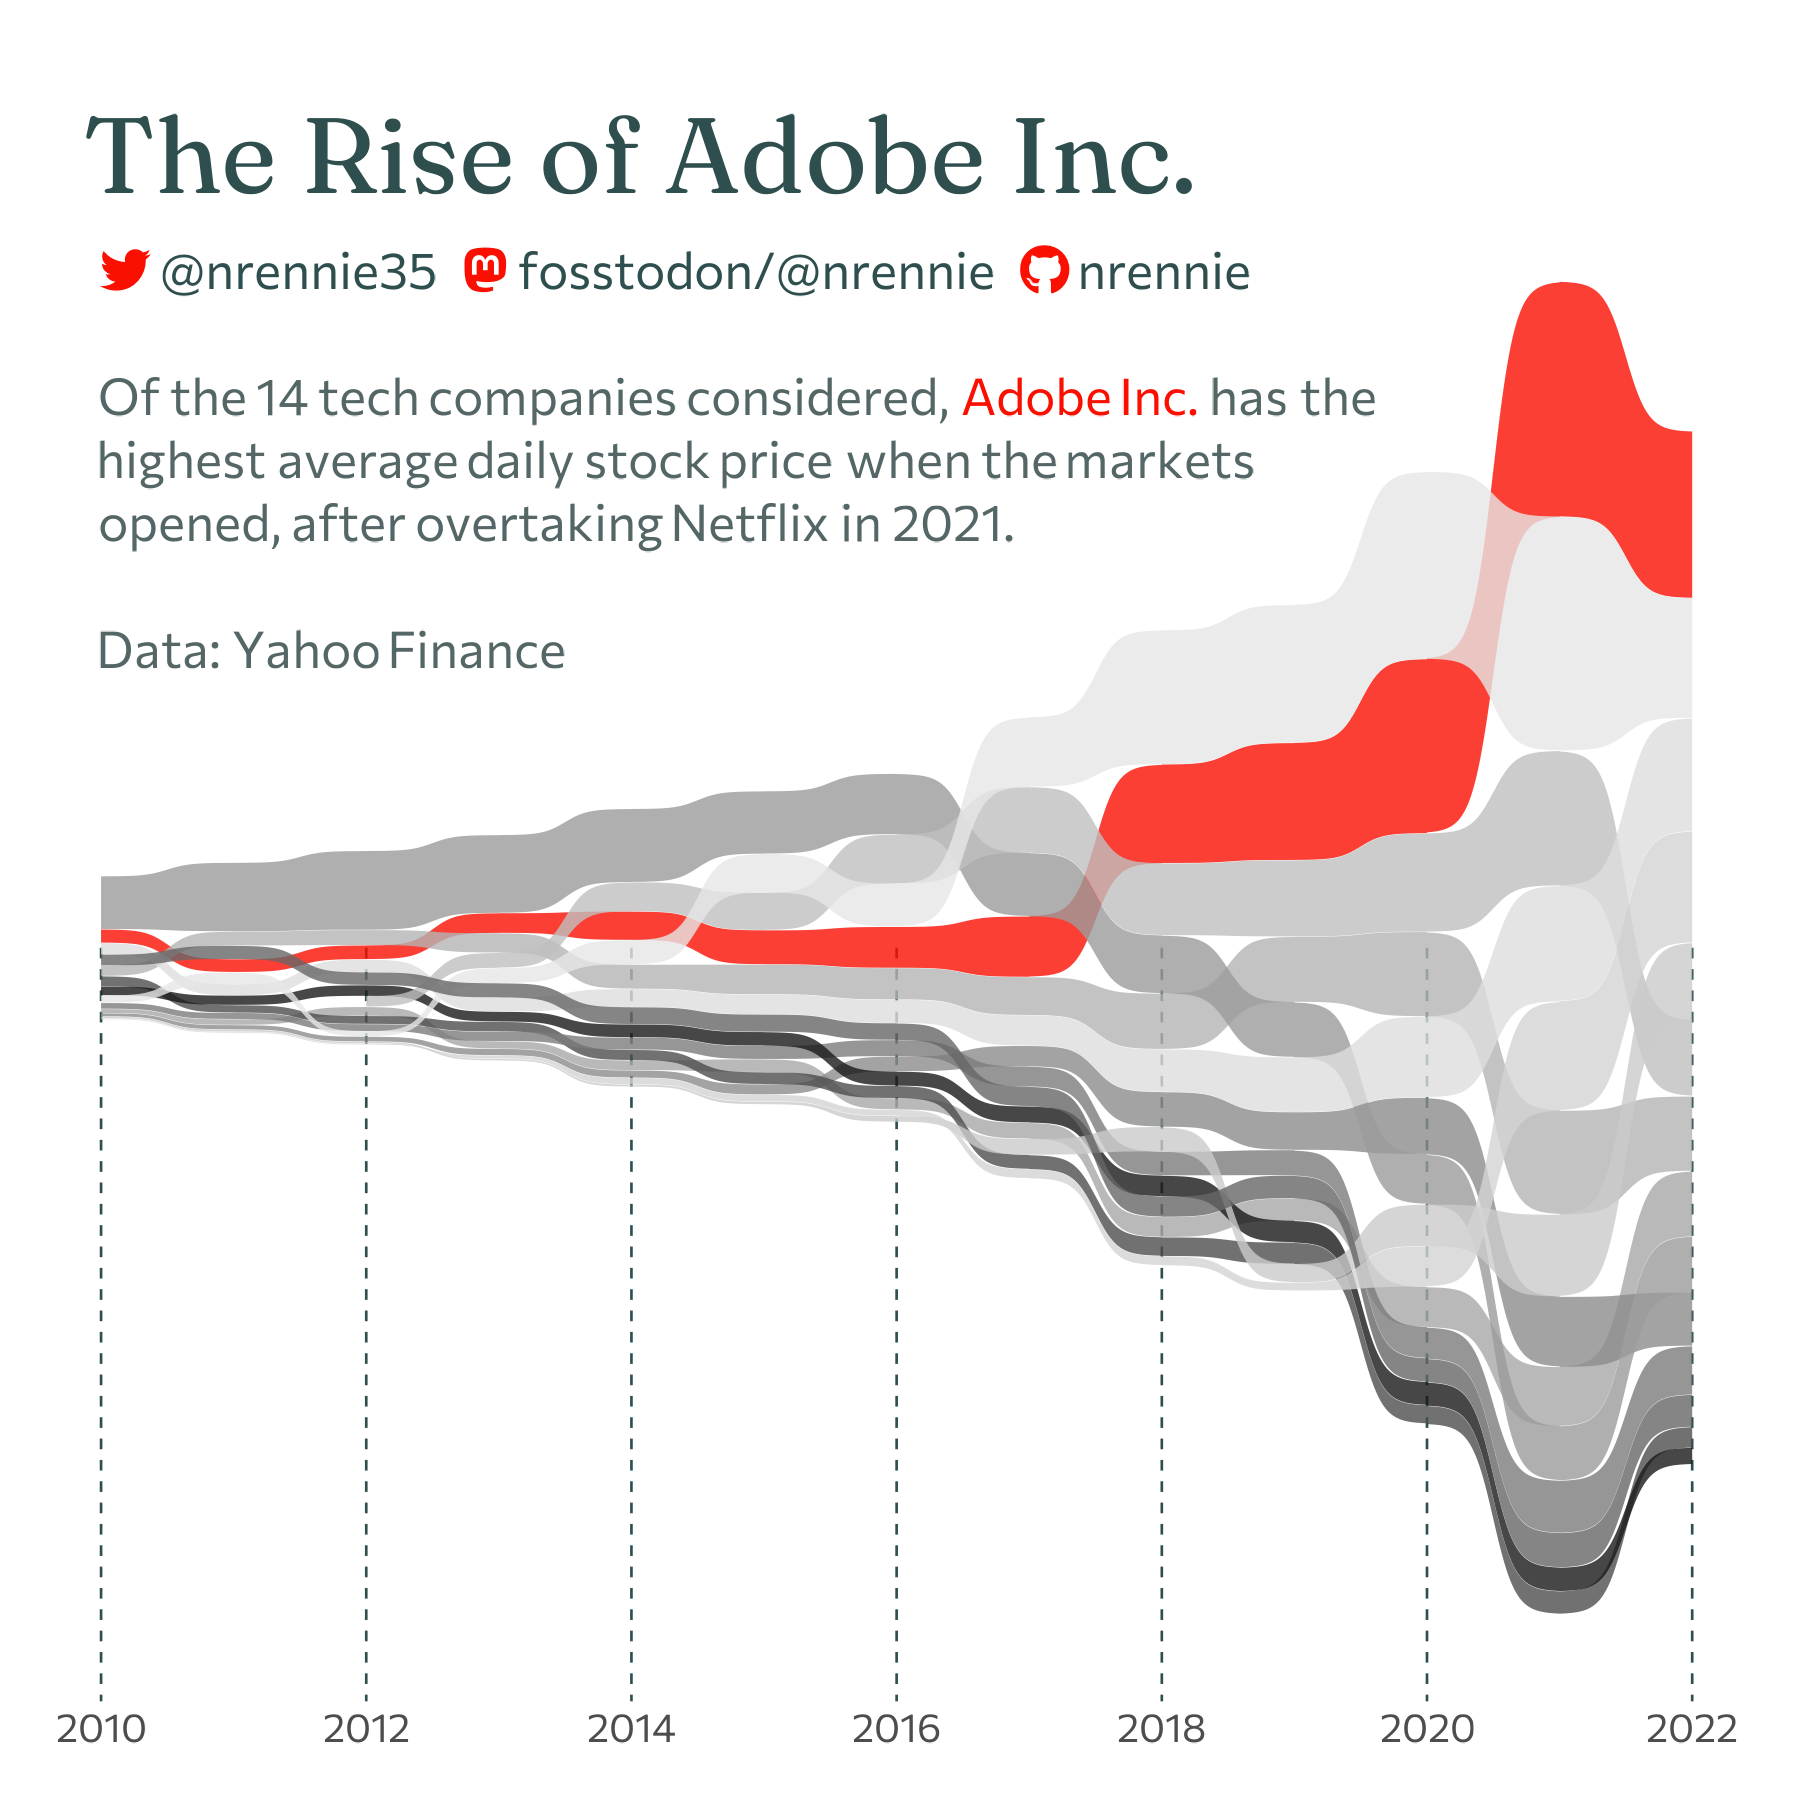 The Rise of Adobe Inc.
@nrennie35 fosstodon/@nrennie nrennie
Of the 14 tech companies considered, Adobe Inc. has the
highest average daily stock price when the markets
opened, after overtaking Netflix in 2021.
Data: Yahoo Finance
2010 2012 2014 2016 2018 2020 2022